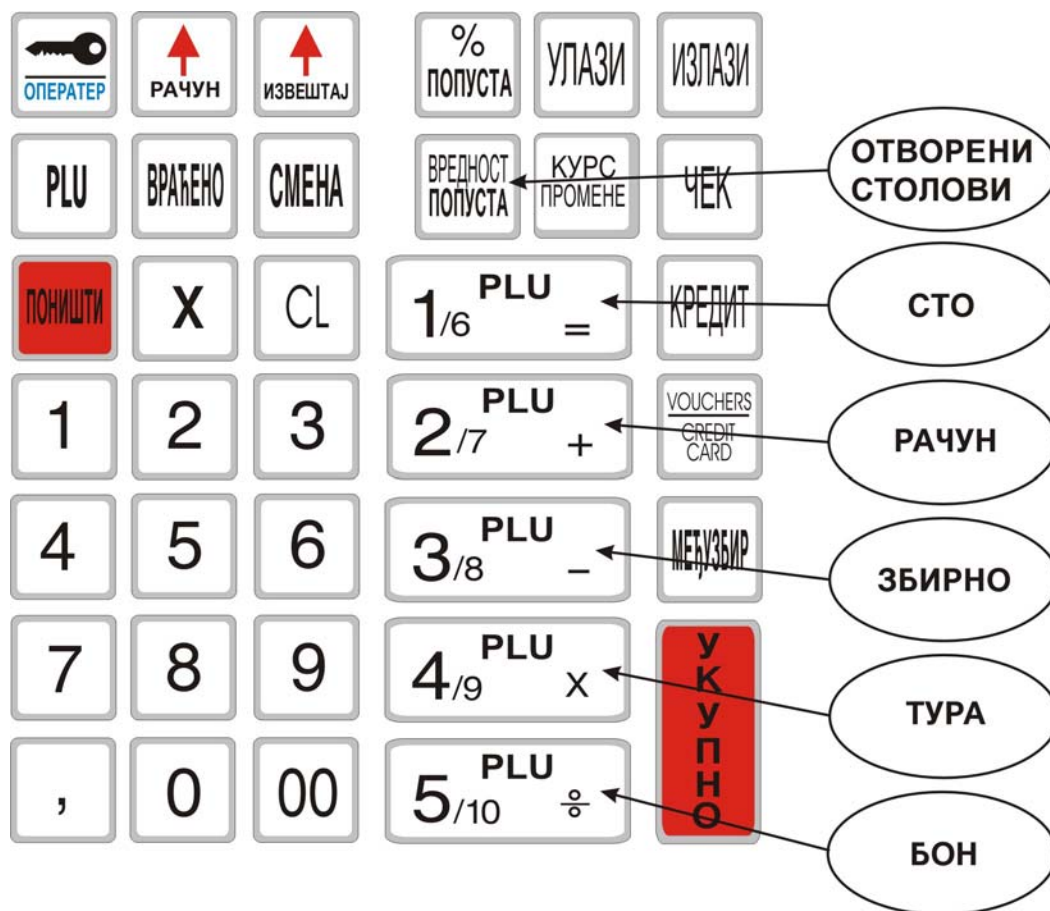 ОПЕРАТЕР
РАЧУН
ИЗВЕШТАЈ
%
ПОПУСТА
УЛАЗИ
ИЗЛАЗИ
PLU
ВРАЋЕНО
СМЕНА
ВРЕДНОСТ
ПОПУСТА
КУРС
ПРОМЕНЕ
ЧЕК
ОТВОРЕНИ
СТОЛОВИ
ПОНИШТИ
X
CL
1/6 PLU =
КРЕДИТ
СТО
1
2
3
2/7 PLU +
VOUCHERS
CREDIT
CARD
РАЧУН
4
5
6
3/8 PLU –
МЕЂУЗБИР
ЗБИРНО
7
8
9
4/9 PLU X
УКУПНО
ТУРА
,
0
00
5/10 PLU ÷
БОН